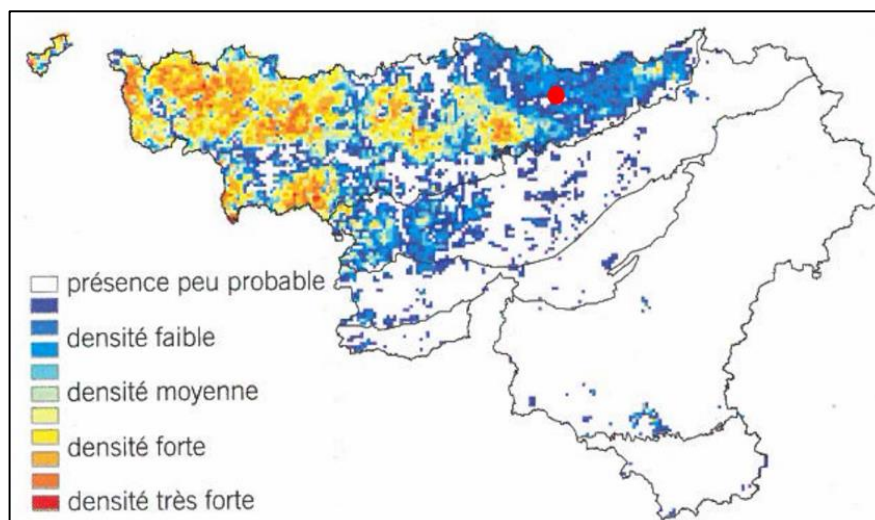 présence peu probable
densité faible
densité moyenne
densité forte
densité très forte